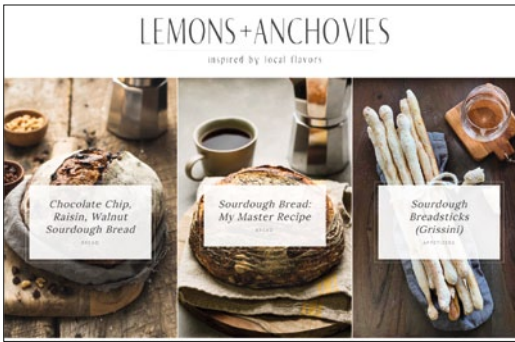 LEMONS+ANCHOVIES
inspired by local flavors
Chocolate Chip,
Raisin, Walnut
Sourdough Bread
BREAD
Sourdough Bread:
My Master Recipe
BREAD
Sourdough
Breadsticks
(Grissini)
APPETIZERS